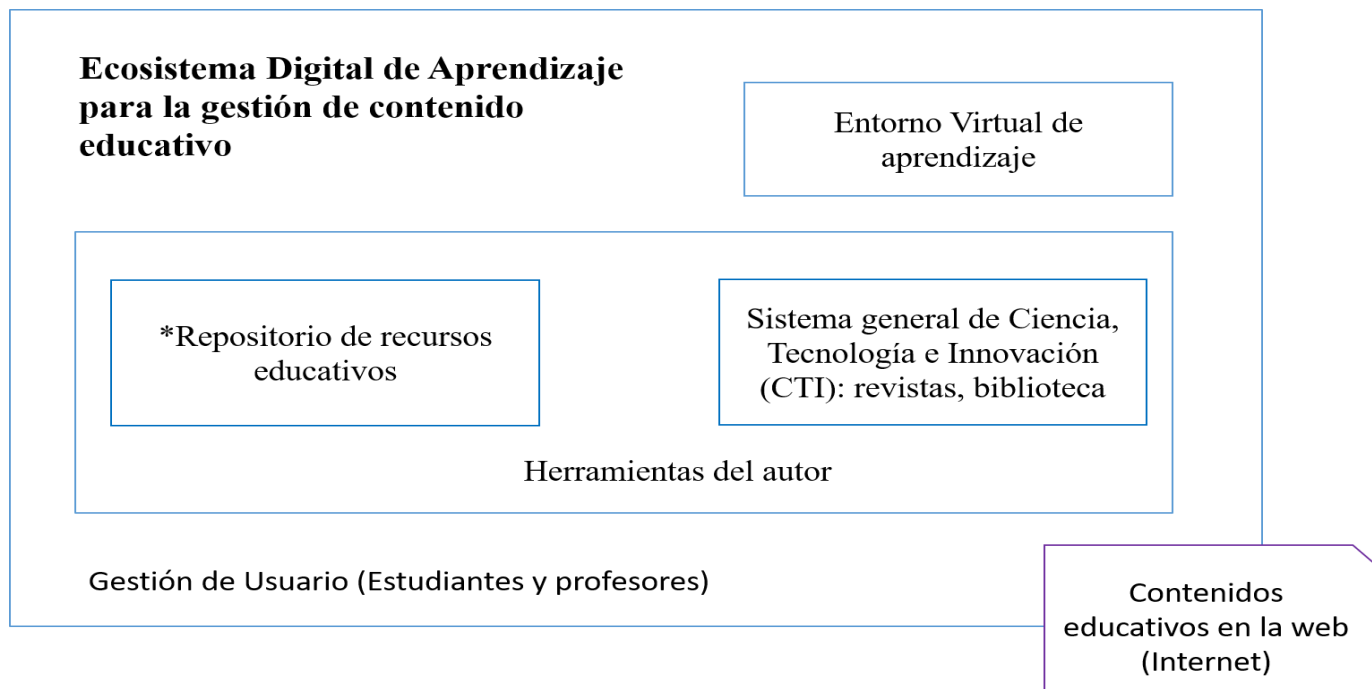 Ecosistema Digital de Aprendizaje
para la gestión de contenido
educativo
Entorno Virtual de
aprendizaje
*Repositorio de recursos
educativos
Sistema general de Ciencia,
Tecnología e Innovación
(CTI): revistas, biblioteca
Herramientas del autor
Gestión de Usuario (Estudiantes y profesores)
Contenidos
educativos en la web
(Internet)